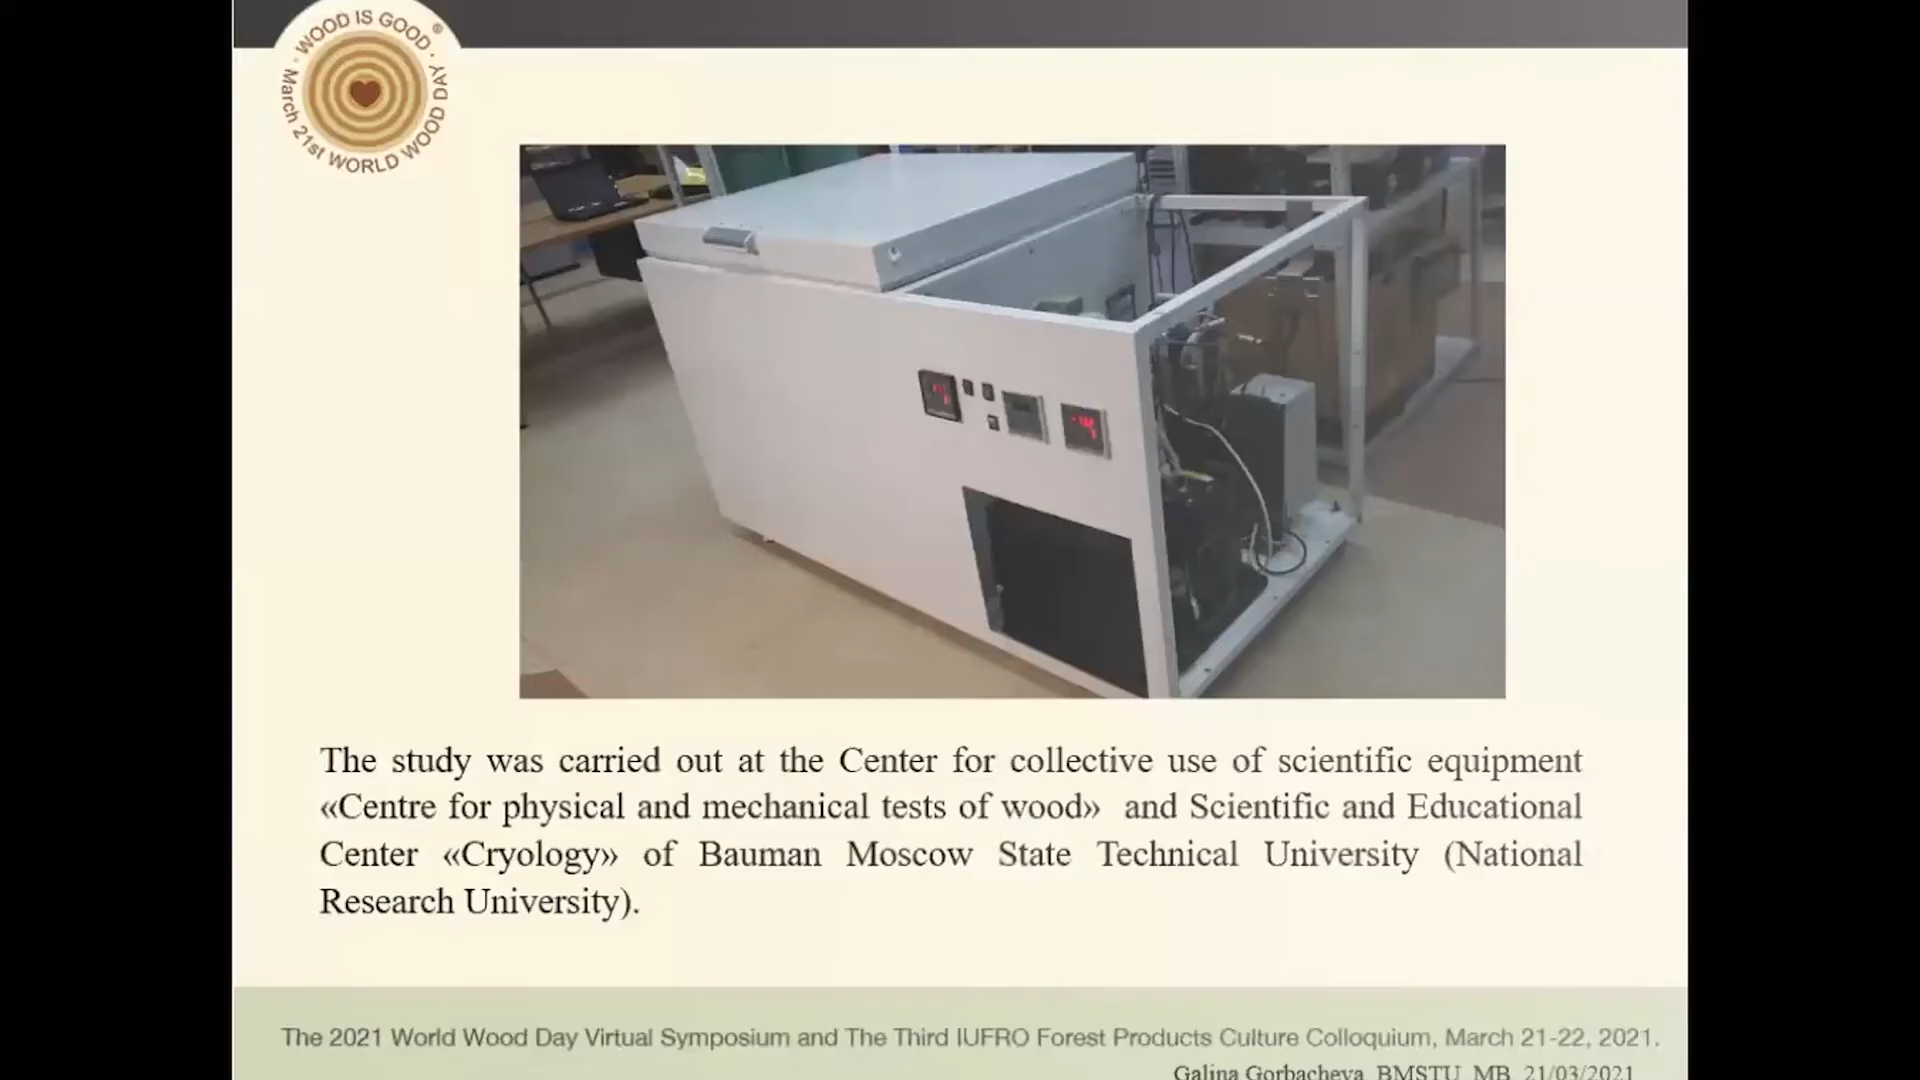 WOOD IS GOOD ®
March 21st WORLD WOOD DAY
The study was carried out at the Center for collective use of scientific equipment
«Centre for physical and mechanical tests of wood» and Scientific and Educational
Center «Cryology» of Bauman Moscow State Technical University (National
Research University).
The 2021 World Wood Day Virtual Symposium and The Third IUFRO Forest Products Culture Colloquium, March 21-22, 2021.
Galina Gorbacheva, BMSTU, MB, 21/03/2021